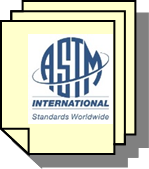 ASTM
INTERNATIONAL
Standards Worldwide